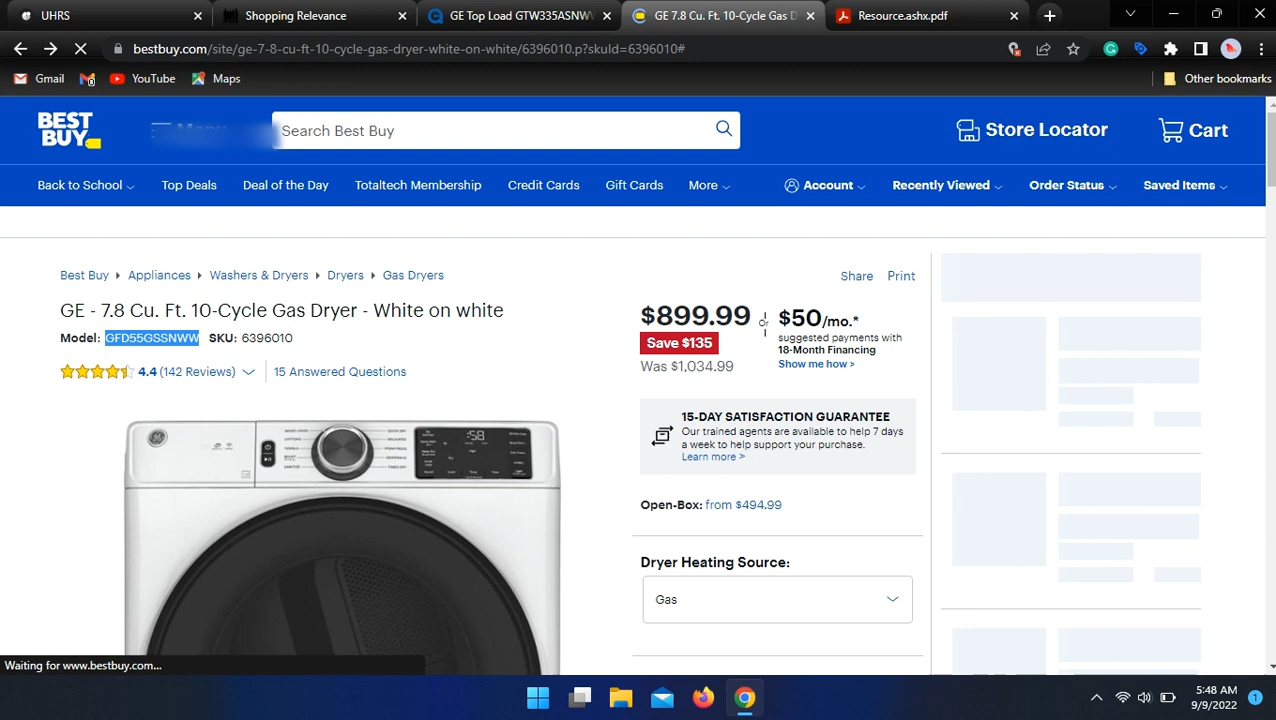 UHRS
Shopping Relevance
GE Top Load GTW335ASNWW
GE 7.8 Cu. Ft. 10-Cycle Gas D
Resource.ashx.pdf
bestbuy.com/site/ge-7-8-cu-ft-10-cycle-gas-dryer-white-on-white/6396010.p?skuId=6396010#
Gmail
YouTube
Maps
Other bookmarks
BEST BUY
Menu
Search Best Buy
Store Locator
Cart
Back to School
Top Deals
Deal of the Day
Totaltech Membership
Credit Cards
Gift Cards
More
Account
Recently Viewed
Order Status
Saved Items
Best Buy
Appliances
Washers & Dryers
Dryers
Gas Dryers
Share
Print
GE - 7.8 Cu. Ft. 10-Cycle Gas Dryer - White on white
Model: GFD55GSSNWW SKU: 6396010
4.4 (142 Reviews)
15 Answered Questions
$899.99
Save $135
Was $1,034.99
Or
$50/mo.*
suggested payments with
18-Month Financing
Show me how >
15-DAY SATISFACTION GUARANTEE
Our trained agents are available to help 7 days
a week to help support your purchase.
Learn more >
Open-Box: from $494.99
Dryer Heating Source:
Gas
:58
Waiting for www.bestbuy.com...
5:48 AM
9/9/2022
1